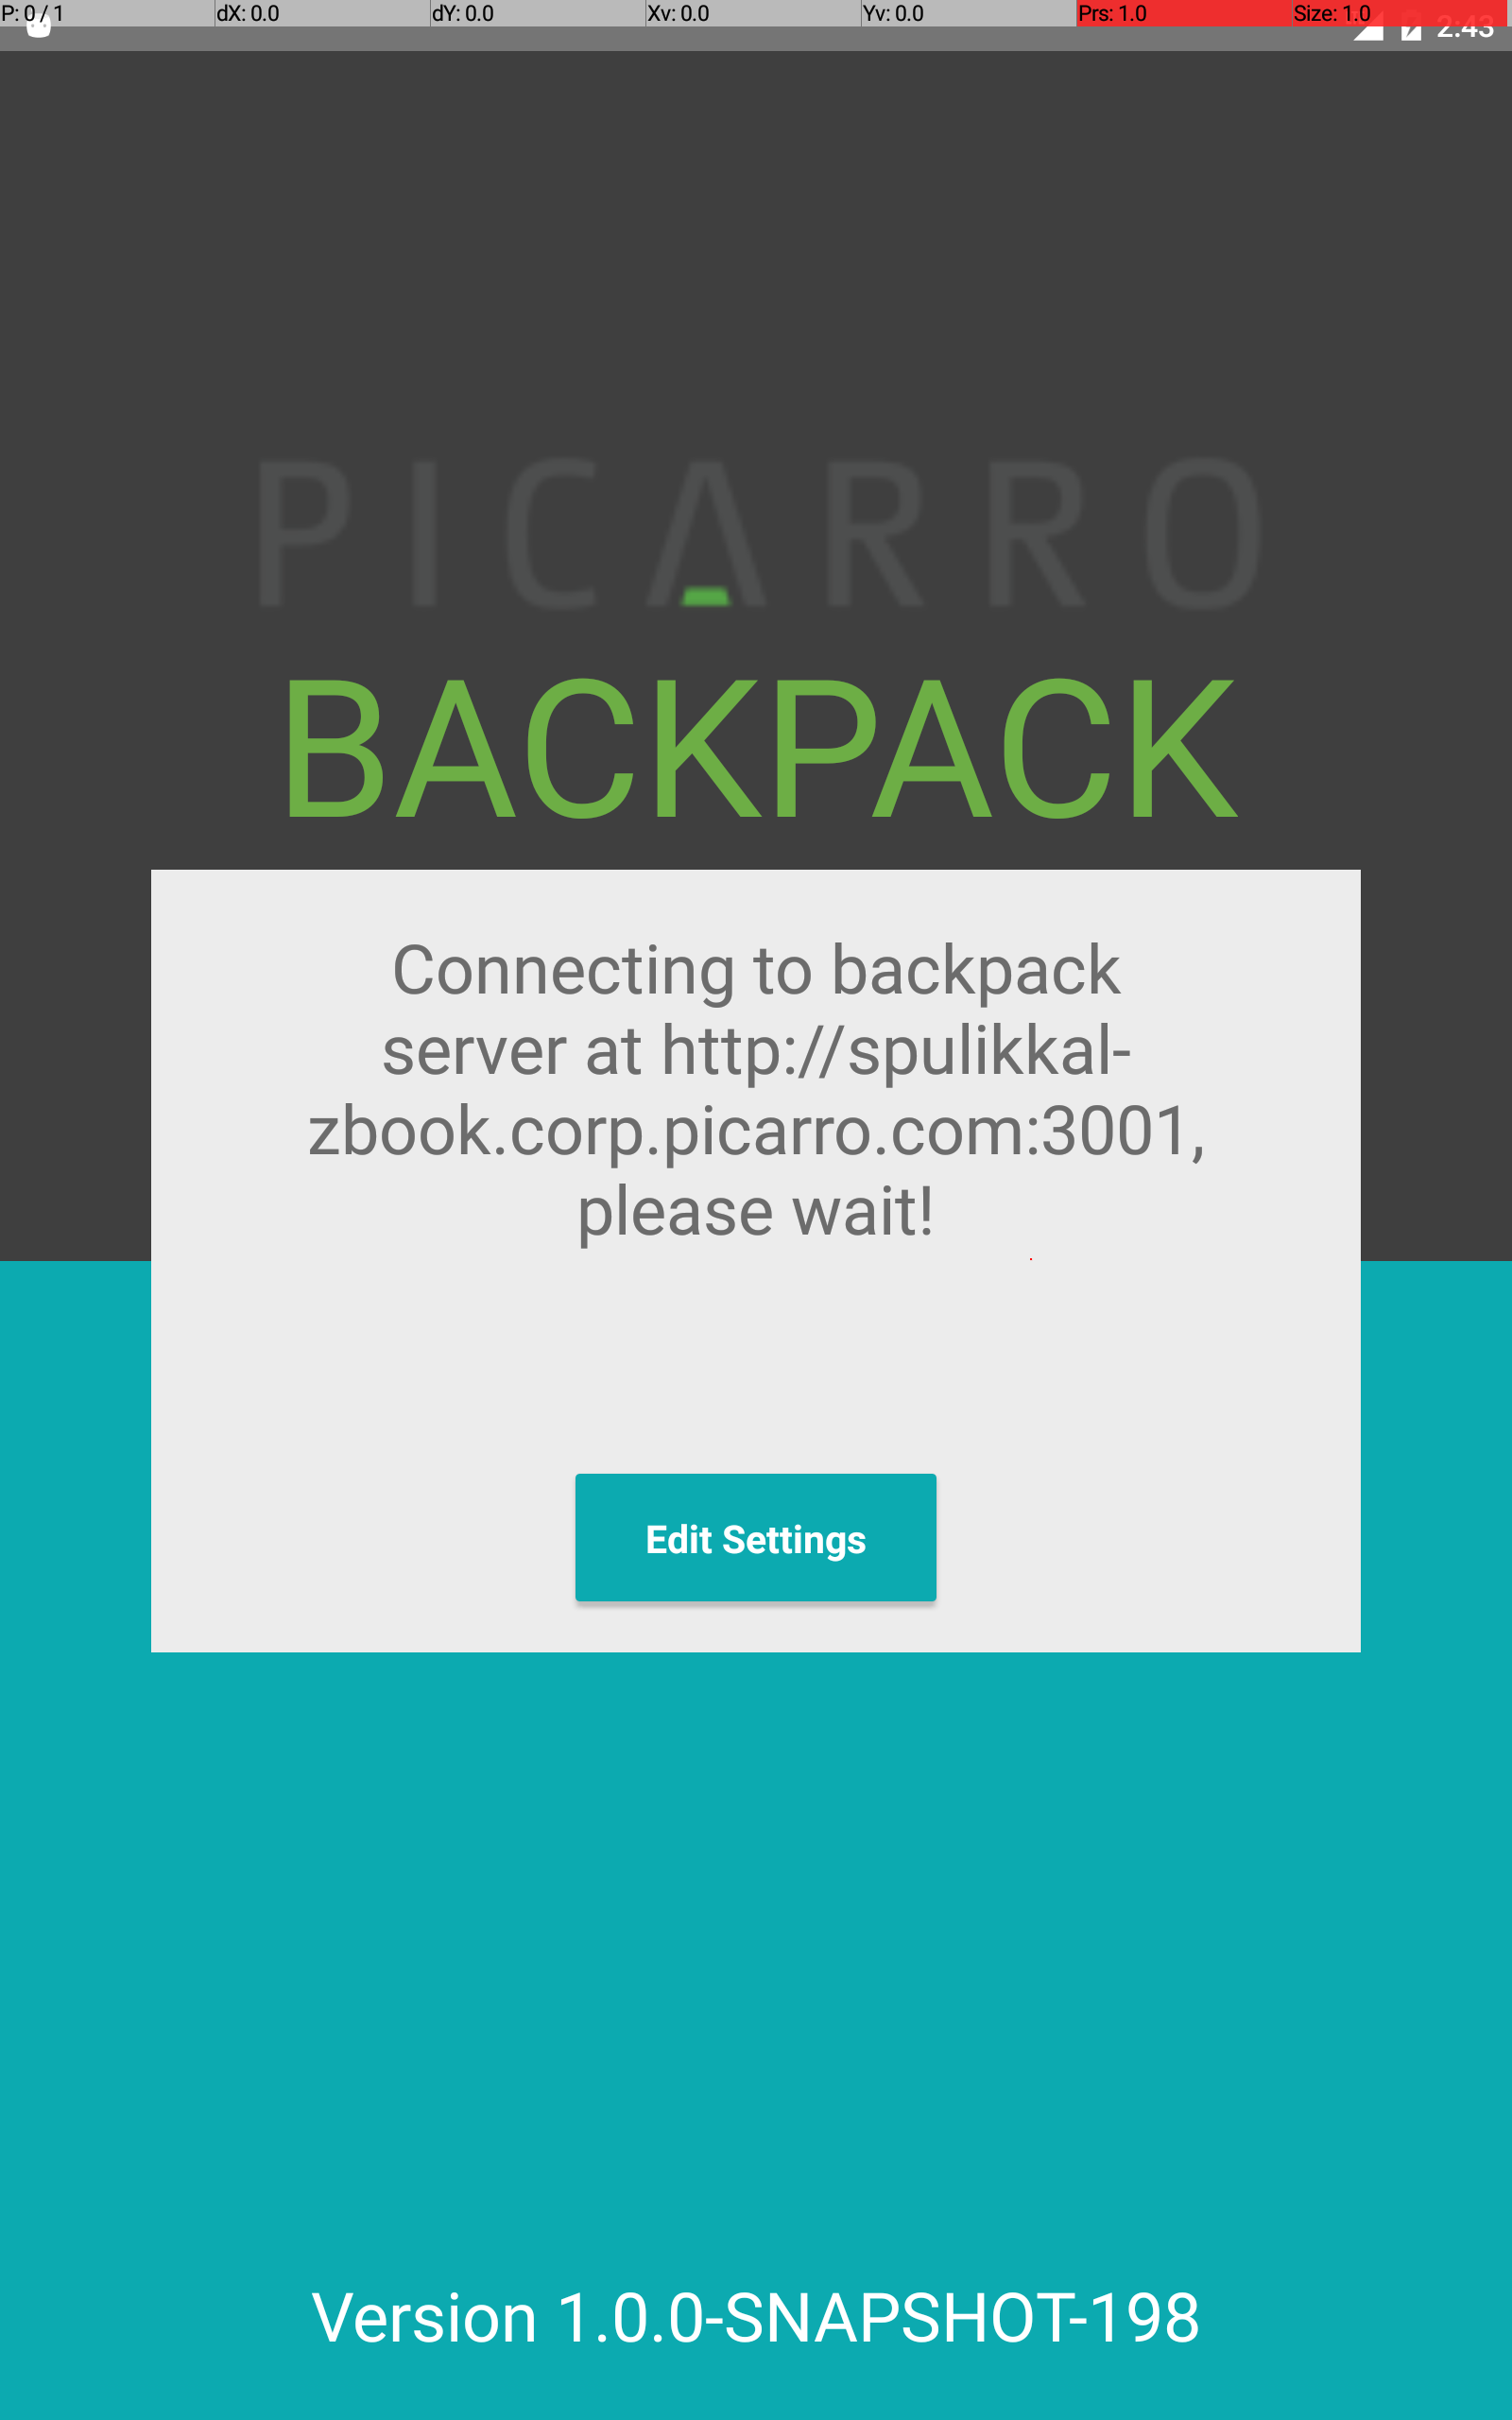 P: 0 / 1 dX: 0.0 dY: 0.0 Xv: 0.0 Yv: 0.0 Prs: 1.0 Size: 1.0
2:43
PICARRO
BACKPACK
Connecting to backpack
server at http://spulikkal-
zbook.corp.picarro.com:3001,
please wait!
Edit Settings
Version 1.0.0-SNAPSHOT-198